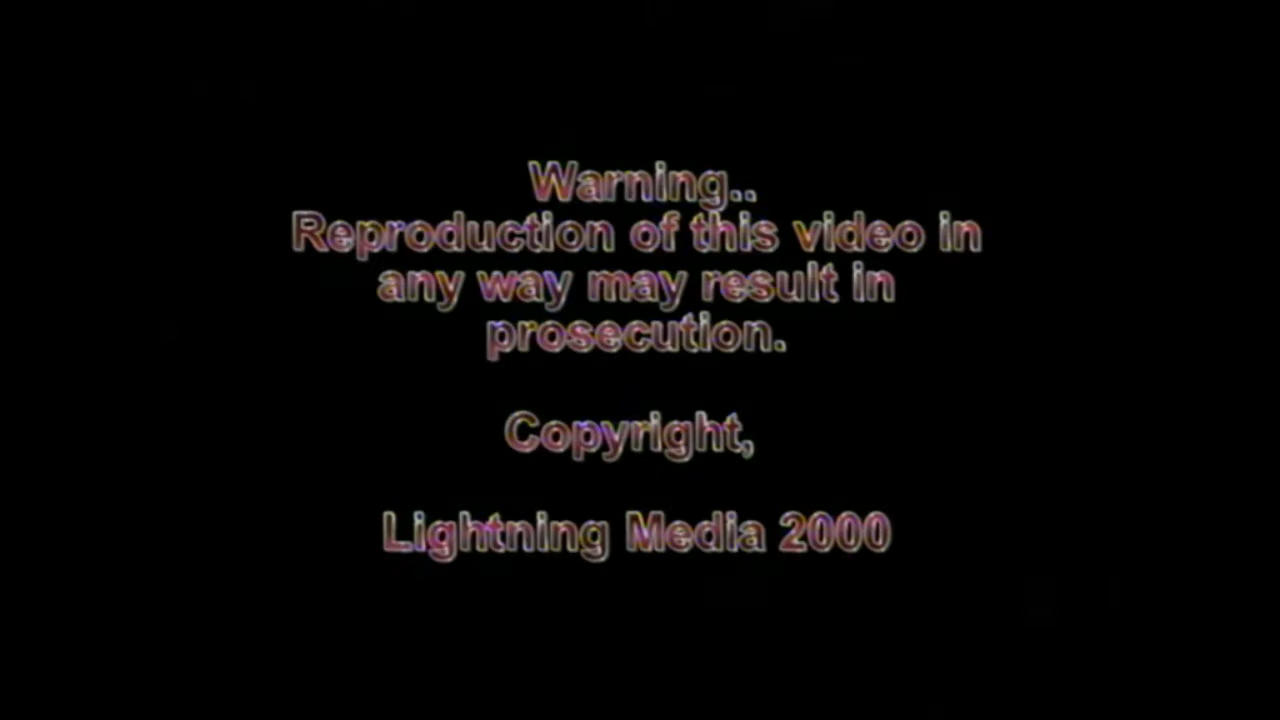 Warning..
Reproduction of this video in
any way may result in
prosecution.
Copyright,
Lightning Media 2000